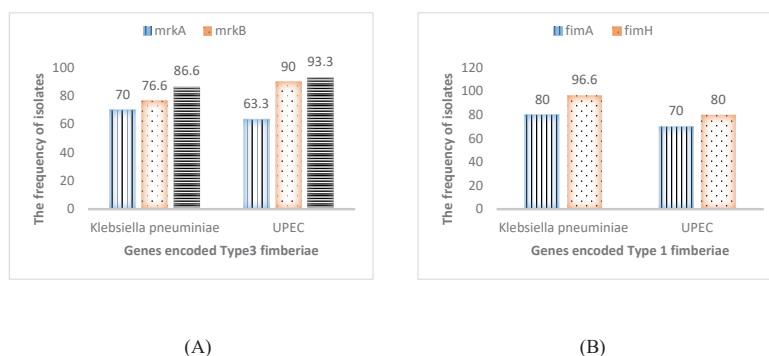 mrkA mrkB
100
80
60
40
20
0
70
76.6
86.6
63.3
90
93.3
The frequency of isolates
Klebsiella pneuminiae UPEC
Genes encoded Type3 fimberiae
(A)
fimA fimH
120
100
80
60
40
20
0
80
96.6
70
80
The frequency of isolates
Klebsiella pneuminiae UPEC
Genes encoded Type 1 fimberiae
(B)